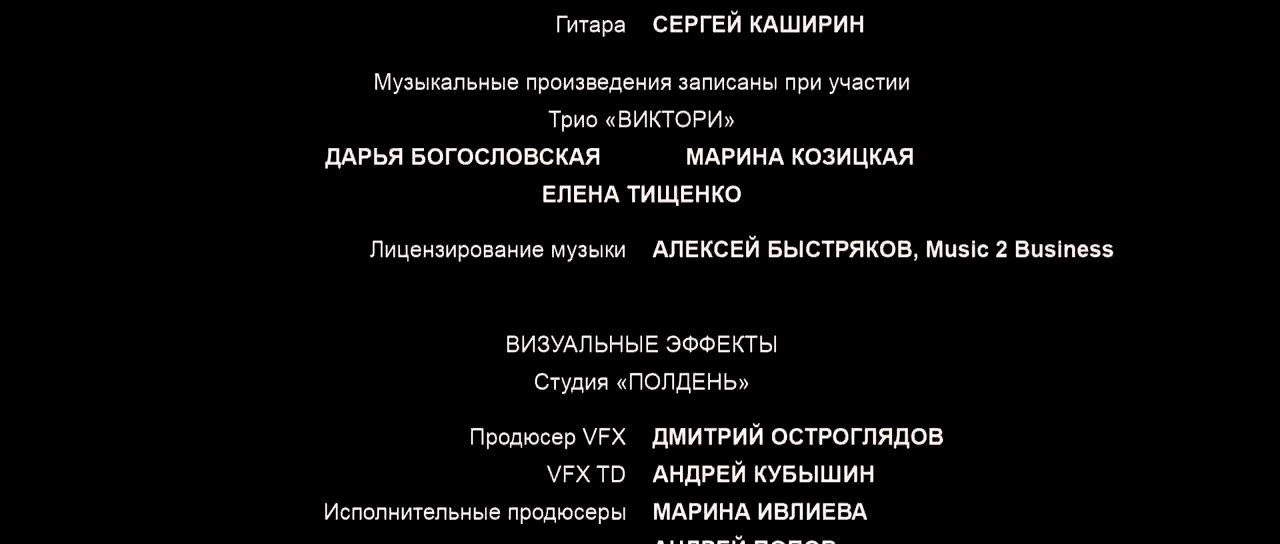 Гитара СЕРГЕЙ КАШИРИН
Музыкальные произведения записаны при участии
Трио «ВИКТОРИ»
ДАРЬЯ БОГОСЛОВСКАЯ МАРИНА КОЗИЦКАЯ
ЕЛЕНА ТИЩЕНКО
Лицензирование музыки АЛЕКСЕЙ БЫСТРЯКОВ, Music 2 Business
ВИЗУАЛЬНЫЕ ЭФФЕКТЫ
Студия «ПОЛДЕНЬ»
Продюсер VFX ДМИТРИЙ ОСТРОГЛЯДОВ
VFX TD АНДРЕЙ КУБЫШИН
Исполнительные продюсеры МАРИНА ИВЛИЕВА